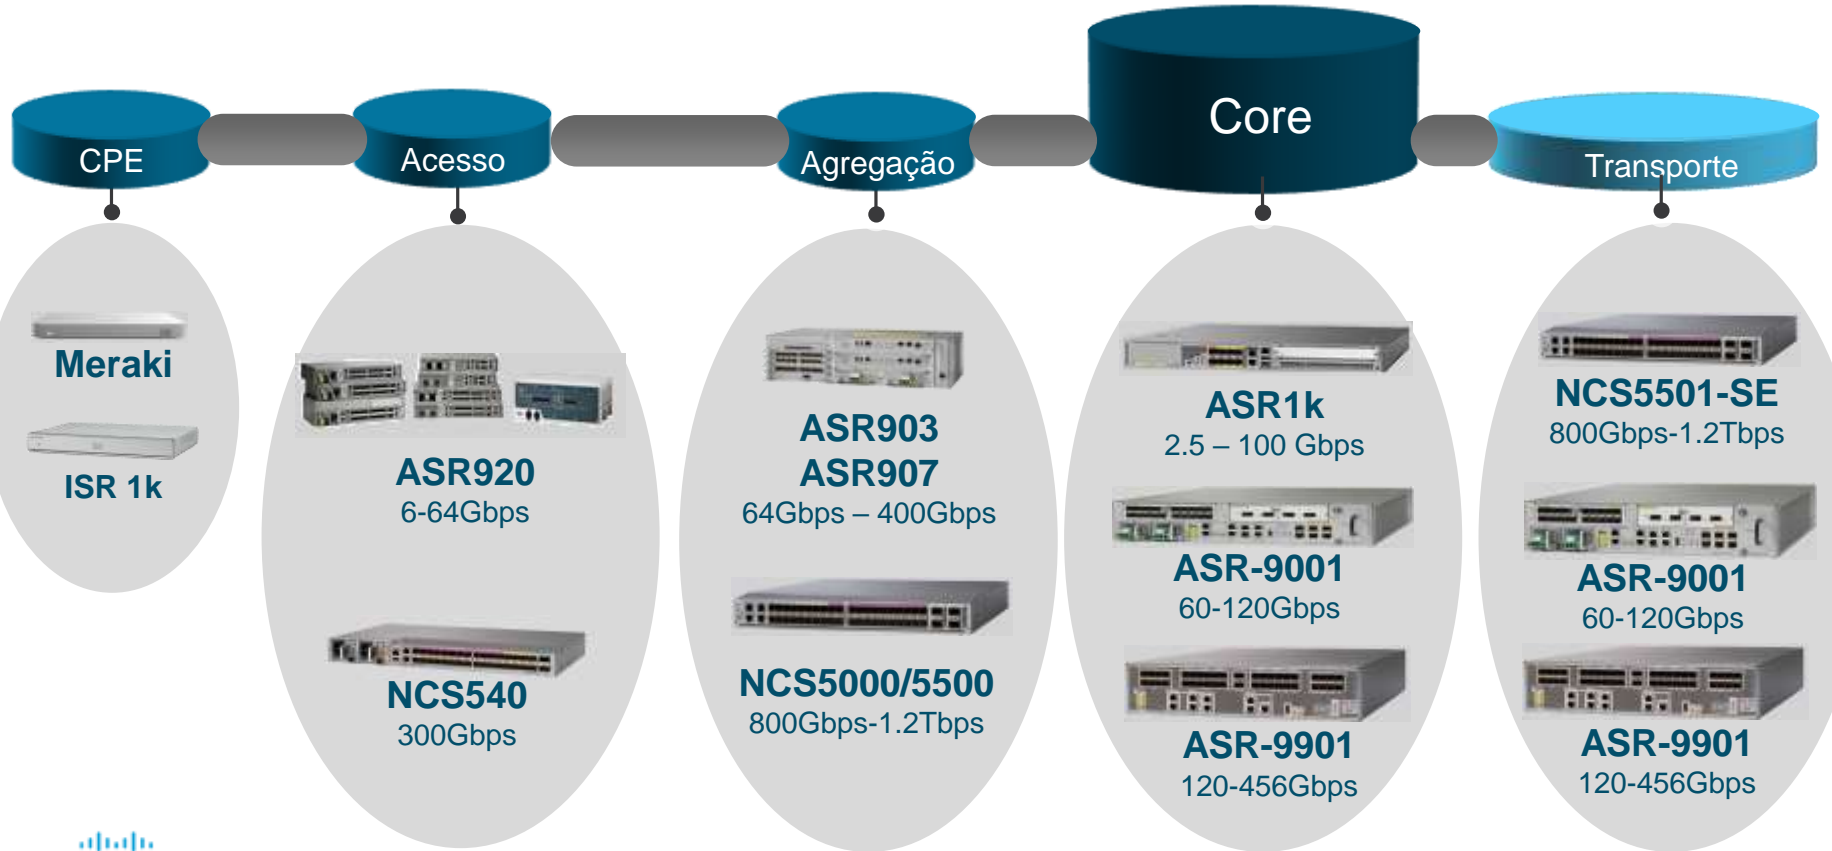 CPE
Acesso
Agregação
Core
Transporte
Meraki
ISR 1k
ASR920
6-64Gbps
NCS540
300Gbps
ASR903
ASR907
64Gbps – 400Gbps
NCS5000/5500
800Gbps-1.2Tbps
ASR1k
2.5 – 100 Gbps
ASR-9001
60-120Gbps
ASR-9901
120-456Gbps
NCS5501-SE
800Gbps-1.2Tbps
ASR-9001
60-120Gbps
ASR-9901
120-456Gbps